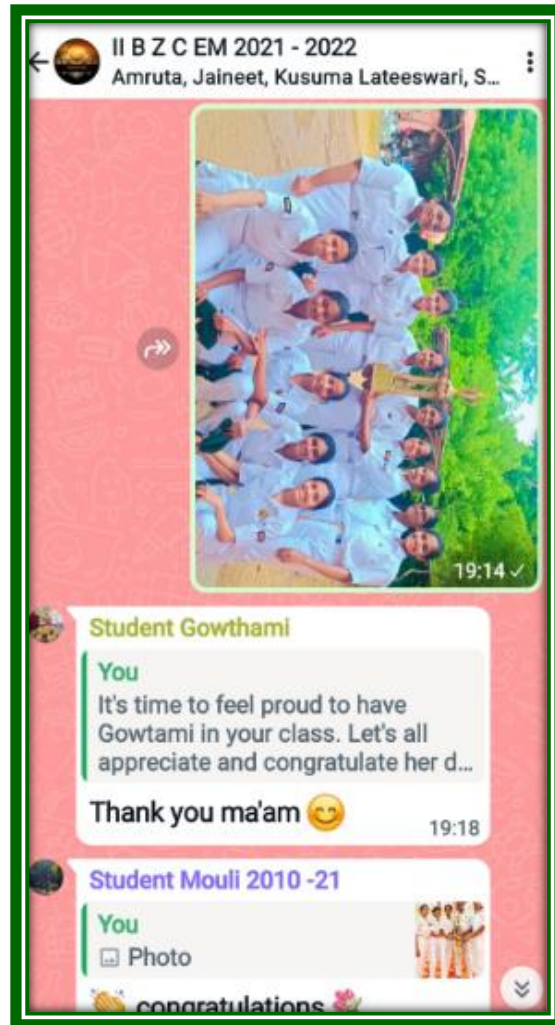 II B Z C EM 2021 - 2022
Amruta, Jaineet, Kusuma Lateeswari, S...
19:14
Student Gowthami
You
It's time to feel proud to have
Gowtami in your class. Let's all
appreciate and congratulate her d...
Thank you ma'am 😊
19:18
Student Mouli 2010 -21
You
Photo
👏 congratulations 💐